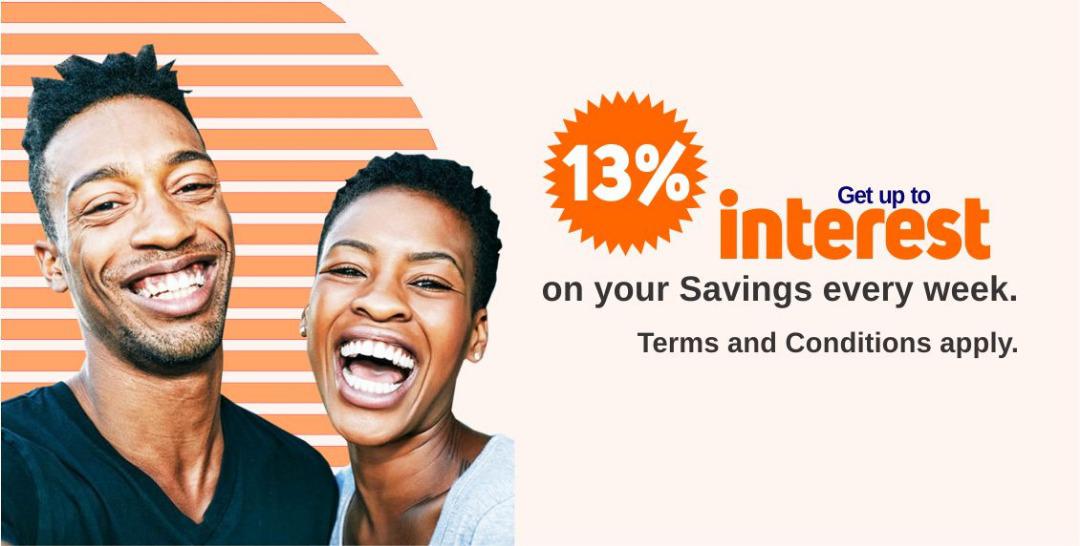 Get up to
13%
interest
on your Savings every week.
Terms and Conditions apply.